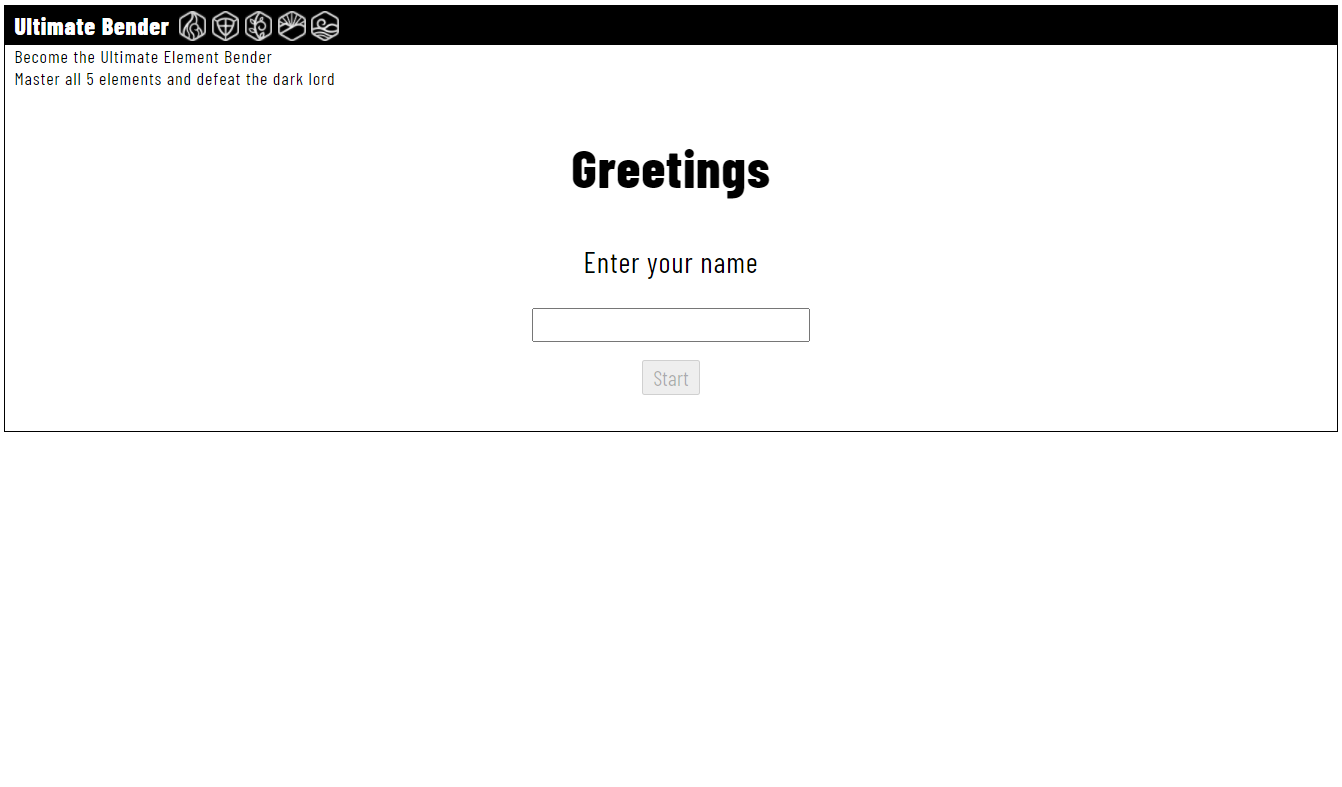 Ultimate Bender
Become the Ultimate Element Bender
Master all 5 elements and defeat the dark lord
Greetings
Enter your name
Start